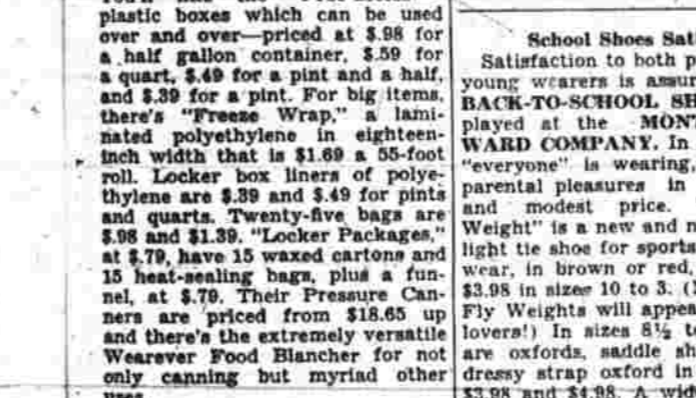 plastic boxes which can be used
over and over—priced at $.98 for
a half gallon container, $.59 for
a quart, $.49 for a pint and a half,
and $.39 for a pint. For big items,
there's "Freeze Wrap," a lami-
nated polyethylene in eighteen-
inch width that is $1.69 a 55-foot
roll. Locker box liners of polye-
thylene are $.39 and $.49 for pints
and quarts. Twenty-five bags are
$.98 and $1.39. "Locker Packages,"
at $.79, have 15 waxed cartons and
15 heat-sealing bags, plus a fun-
nel, at $.79. Their Pressure Can-
ners are priced from $18.65 up
and there's the extremely versatile
Wearever Food Blancher for not
only canning but myriad other
uses.
School Shoes Sat
Satisfaction to both p
young wearers is assur
BACK-TO-SCHOOL SH
played at the MONT
WARD COMPANY. In
"everyone" is wearing,
parental pleasures in
and modest price.
Weight" is a new and n
light tie shoe for sports
wear, in brown or red,
$3.98 in sizes 10 to 3. (
Fly Weights will appea
lovers!) In sizes 8½ t
are oxfords, saddle sh
dressy strap oxford in
$3.98 and $4.98. A wid